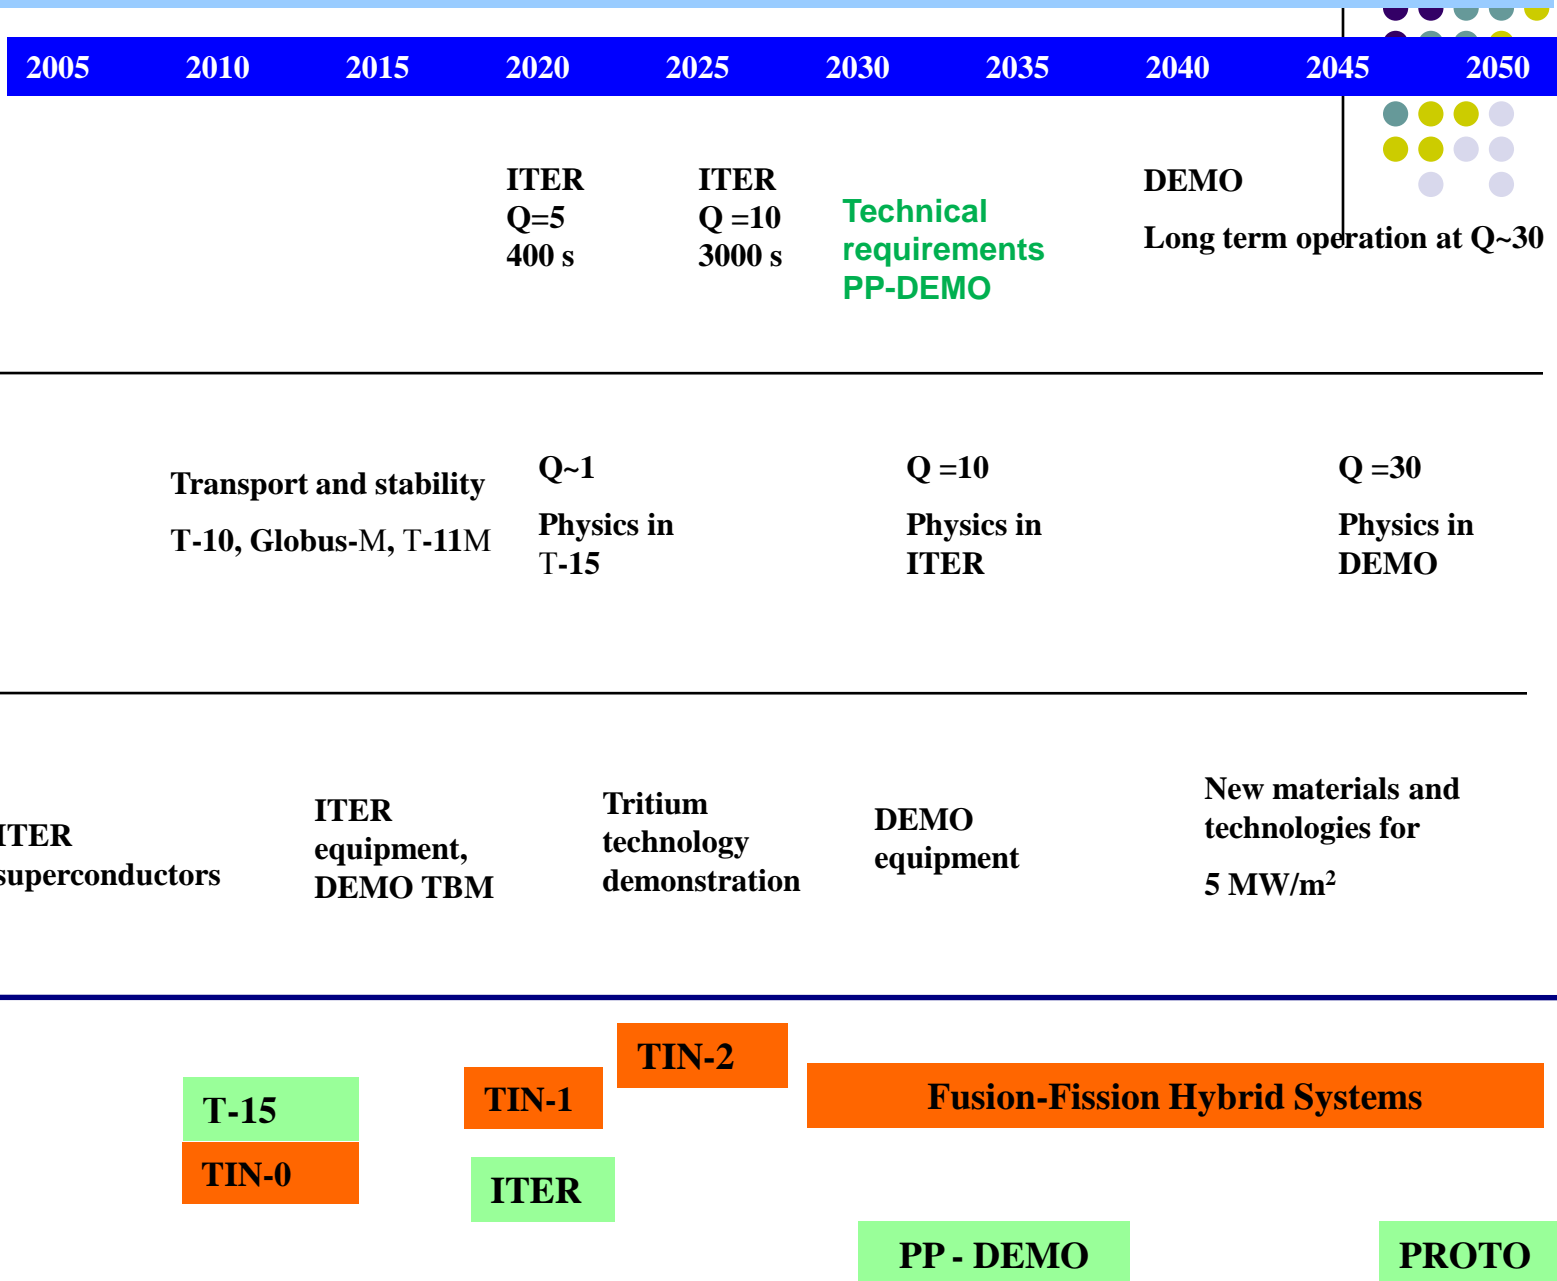 2005 2010 2015 2020 2025 2030 2035 2040 2045 2050
ITER
Q=5
400 s
ITER
Q =10
3000 s
Technical
requirements
PP-DEMO
DEMO
Long term operation at Q~30
Transport and stability
T-10, Globus-M, T-11M
Q~1
Physics in
T-15
Q =10
Physics in
ITER
Q =30
Physics in
DEMO
ITER
superconductors
ITER
equipment,
DEMO TBM
Tritium
technology
demonstration
DEMO
equipment
New materials and
technologies for
5 MW/m²
T-15
TIN-0
TIN-1
ITER
TIN-2
Fusion-Fission Hybrid Systems
PP - DEMO
PROTO